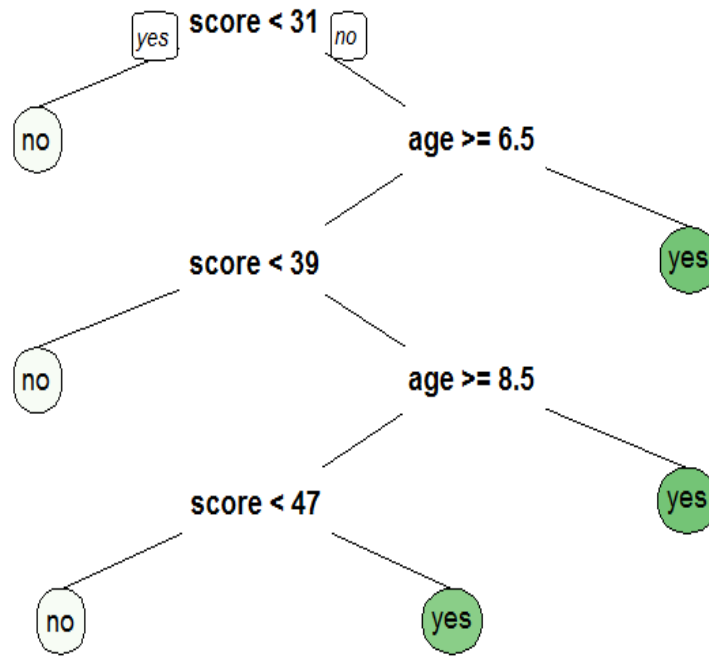 yes score < 31 no
no
age >= 6.5
score < 39
yes
no
age >= 8.5
score < 47
yes
no
yes